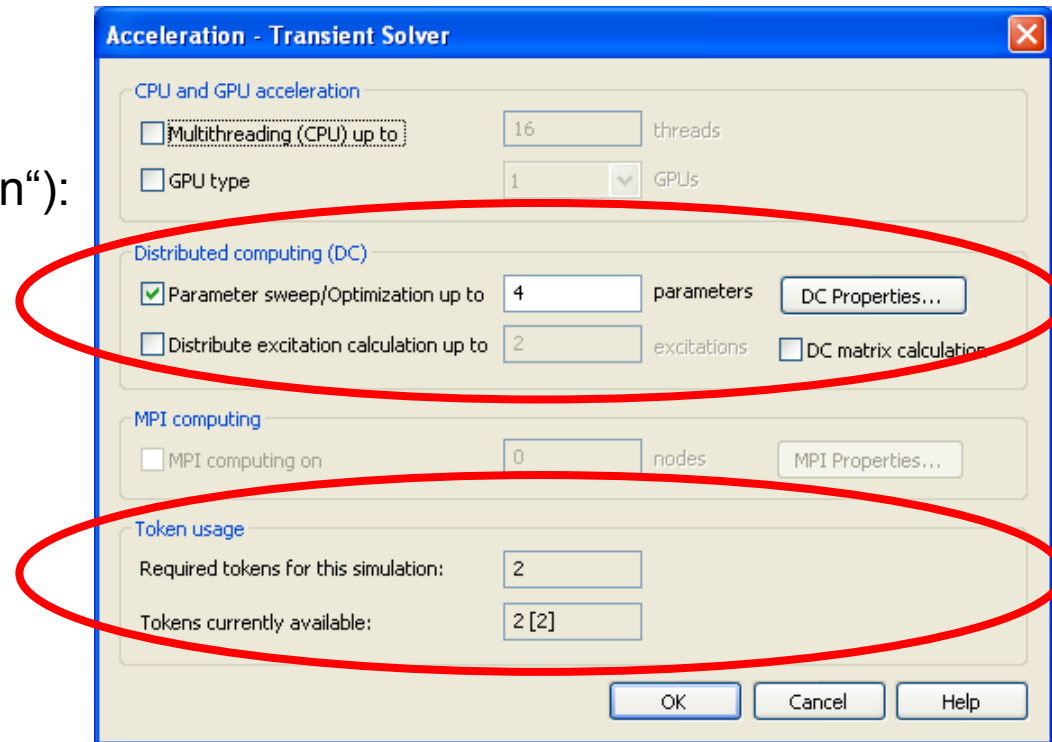 Acceleration - Transient Solver
CPU and GPU acceleration
Multithreading (CPU) up to 16 threads
n“):
GPU type 1 GPUs
Distributed computing (DC)
Parameter sweep/Optimization up to 4 parameters DC Properties...
Distribute excitation calculation up to 2 excitations DC matrix calculation
MPI computing
MPI computing on 0 nodes MPI Properties...
Token usage
Required tokens for this simulation: 2
Tokens currently available: 2 [2]
OK Cancel Help